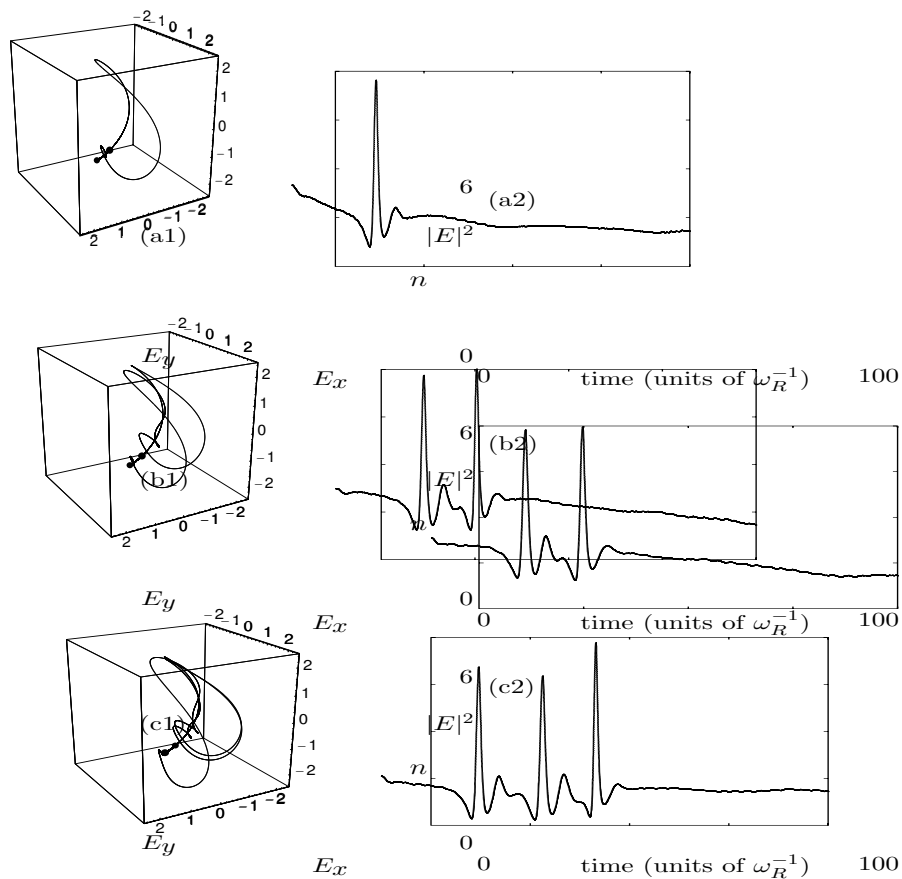 -2 -1 0 1 2
2
1
0
-1
-2
2 1 0 -1 -2
(a1)
6
(a2)
|E|^2
n
-2 -1 0 1 2
2
1
0
-1
-2
2 1 0 -1 -2
E_y
E_x
(b1)
0
0 time (units of ω_R^{-1}) 100
6
(b2)
|E|^2
n
-2 -1 0 1 2
2
1
0
-1
-2
2 1 0 -1 -2
E_y
E_x
(c1)
0
0 time (units of ω_R^{-1}) 100
6
(c2)
|E|^2
n
E_y
E_x
0
0 time (units of ω_R^{-1}) 100